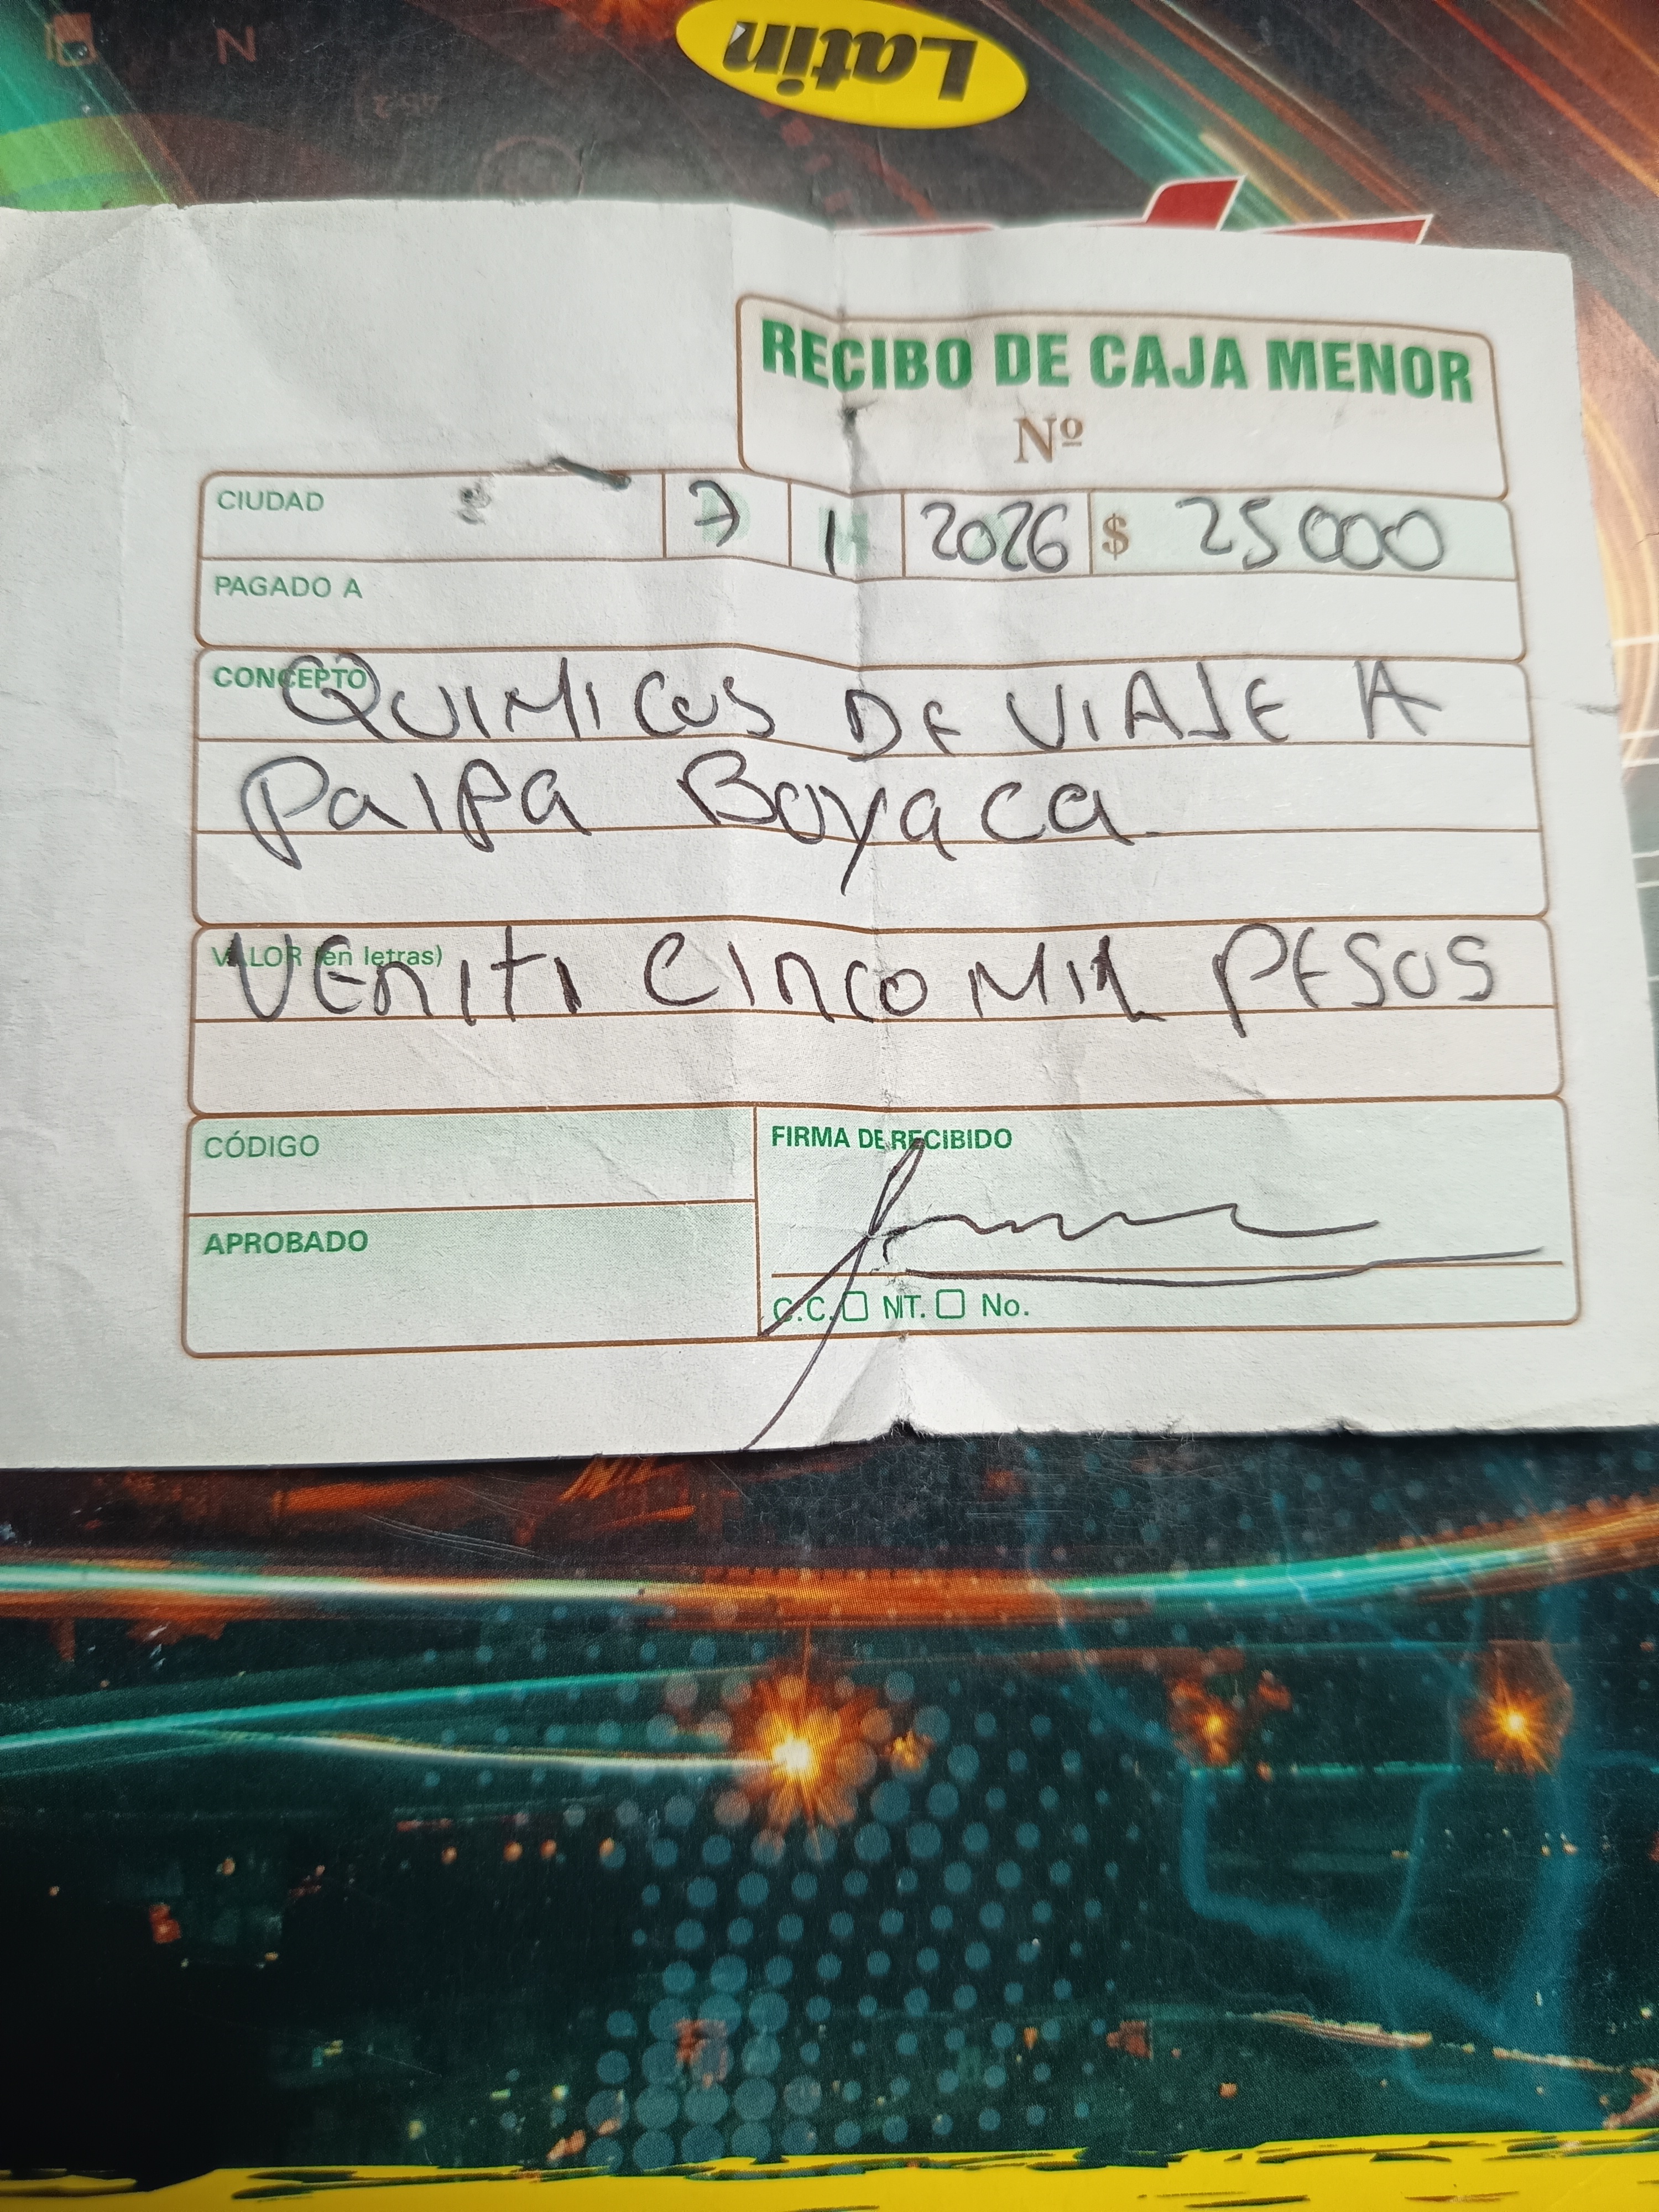 Latin
RECIBO DE CAJA MENOR
Nº
CIUDAD 7 1 2026 $ 25000
PAGADO A
CONCEPTO
QUIMICOS DE VIAJE A
PAIPA BOYACA
VALOR (en letras)
VENITI CINCO MIL PESOS
CÓDIGO
FIRMA DE RECIBIDO
APROBADO
C.C. NIT. No.